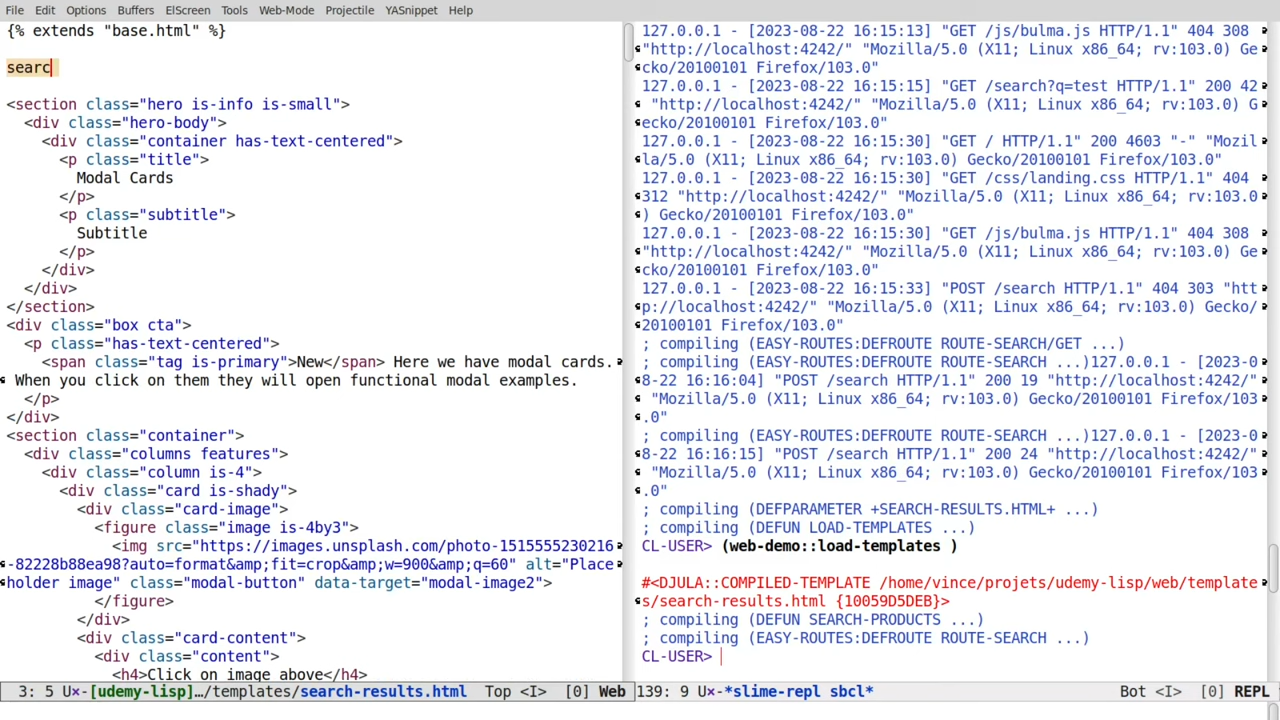 File Edit Options Buffers ElScreen Tools Web-Mode Projectile YASnippet Help
{% extends "base.html" %}
searc
<section class="hero is-info is-small">
<div class="hero-body">
<div class="container has-text-centered">
<p class="title">
Modal Cards
</p>
<p class="subtitle">
Subtitle
</p>
</div>
</div>
</section>
<div class="box cta">
<p class="has-text-centered">
<span class="tag is-primary">New</span> Here we have modal cards.
When you click on them they will open functional modal examples.
</p>
</div>
<section class="container">
<div class="columns features">
<div class="column is-4">
<div class="card is-shady">
<div class="card-image">
<figure class="image is-4by3">
<img src="https://images.unsplash.com/photo-1515555230216
-82228b88ea98?auto=format&amp;fit=crop&amp;w=900&amp;q=60" alt="Place
holder image" class="modal-button" data-target="modal-image2">
</figure>
</div>
<div class="card-content">
<div class="content">
<h4>Click on image above</h4>
3: 5 U×-[udemy-lisp]…/templates/search-results.html Top <I> [0] Web
127.0.0.1 - [2023-08-22 16:15:13] "GET /js/bulma.js HTTP/1.1" 404 308
"http://localhost:4242/" "Mozilla/5.0 (X11; Linux x86_64; rv:103.0) Ge
cko/20100101 Firefox/103.0"
127.0.0.1 - [2023-08-22 16:15:15] "GET /search?q=test HTTP/1.1" 200 42
"http://localhost:4242/" "Mozilla/5.0 (X11; Linux x86_64; rv:103.0) G
ecko/20100101 Firefox/103.0"
127.0.0.1 - [2023-08-22 16:15:30] "GET / HTTP/1.1" 200 4603 "-" "Mozil
la/5.0 (X11; Linux x86_64; rv:103.0) Gecko/20100101 Firefox/103.0"
127.0.0.1 - [2023-08-22 16:15:30] "GET /css/landing.css HTTP/1.1" 404
312 "http://localhost:4242/" "Mozilla/5.0 (X11; Linux x86_64; rv:103.0
) Gecko/20100101 Firefox/103.0"
127.0.0.1 - [2023-08-22 16:15:30] "GET /js/bulma.js HTTP/1.1" 404 308
"http://localhost:4242/" "Mozilla/5.0 (X11; Linux x86_64; rv:103.0) Ge
cko/20100101 Firefox/103.0"
127.0.0.1 - [2023-08-22 16:15:33] "POST /search HTTP/1.1" 404 303 "htt
p://localhost:4242/" "Mozilla/5.0 (X11; Linux x86_64; rv:103.0) Gecko/
20100101 Firefox/103.0"
; compiling (EASY-ROUTES:DEFROUTE ROUTE-SEARCH/GET ...)
; compiling (EASY-ROUTES:DEFROUTE ROUTE-SEARCH ...)127.0.0.1 - [2023-0
8-22 16:16:04] "POST /search HTTP/1.1" 200 19 "http://localhost:4242/"
"Mozilla/5.0 (X11; Linux x86_64; rv:103.0) Gecko/20100101 Firefox/103
.0"
; compiling (EASY-ROUTES:DEFROUTE ROUTE-SEARCH ...)127.0.0.1 - [2023-0
8-22 16:16:15] "POST /search HTTP/1.1" 200 24 "http://localhost:4242/"
"Mozilla/5.0 (X11; Linux x86_64; rv:103.0) Gecko/20100101 Firefox/103
.0"
; compiling (DEFPARAMETER +SEARCH-RESULTS.HTML+ ...)
; compiling (DEFUN LOAD-TEMPLATES ...)
CL-USER> (web-demo::load-templates )
#<DJULA::COMPILED-TEMPLATE /home/vince/projets/udemy-lisp/web/template
s/search-results.html {10059D5DEB}>
; compiling (DEFUN SEARCH-PRODUCTS ...)
; compiling (EASY-ROUTES:DEFROUTE ROUTE-SEARCH ...)
CL-USER>
139: 9 U×-*slime-repl sbcl* Bot <I> [0] REPL